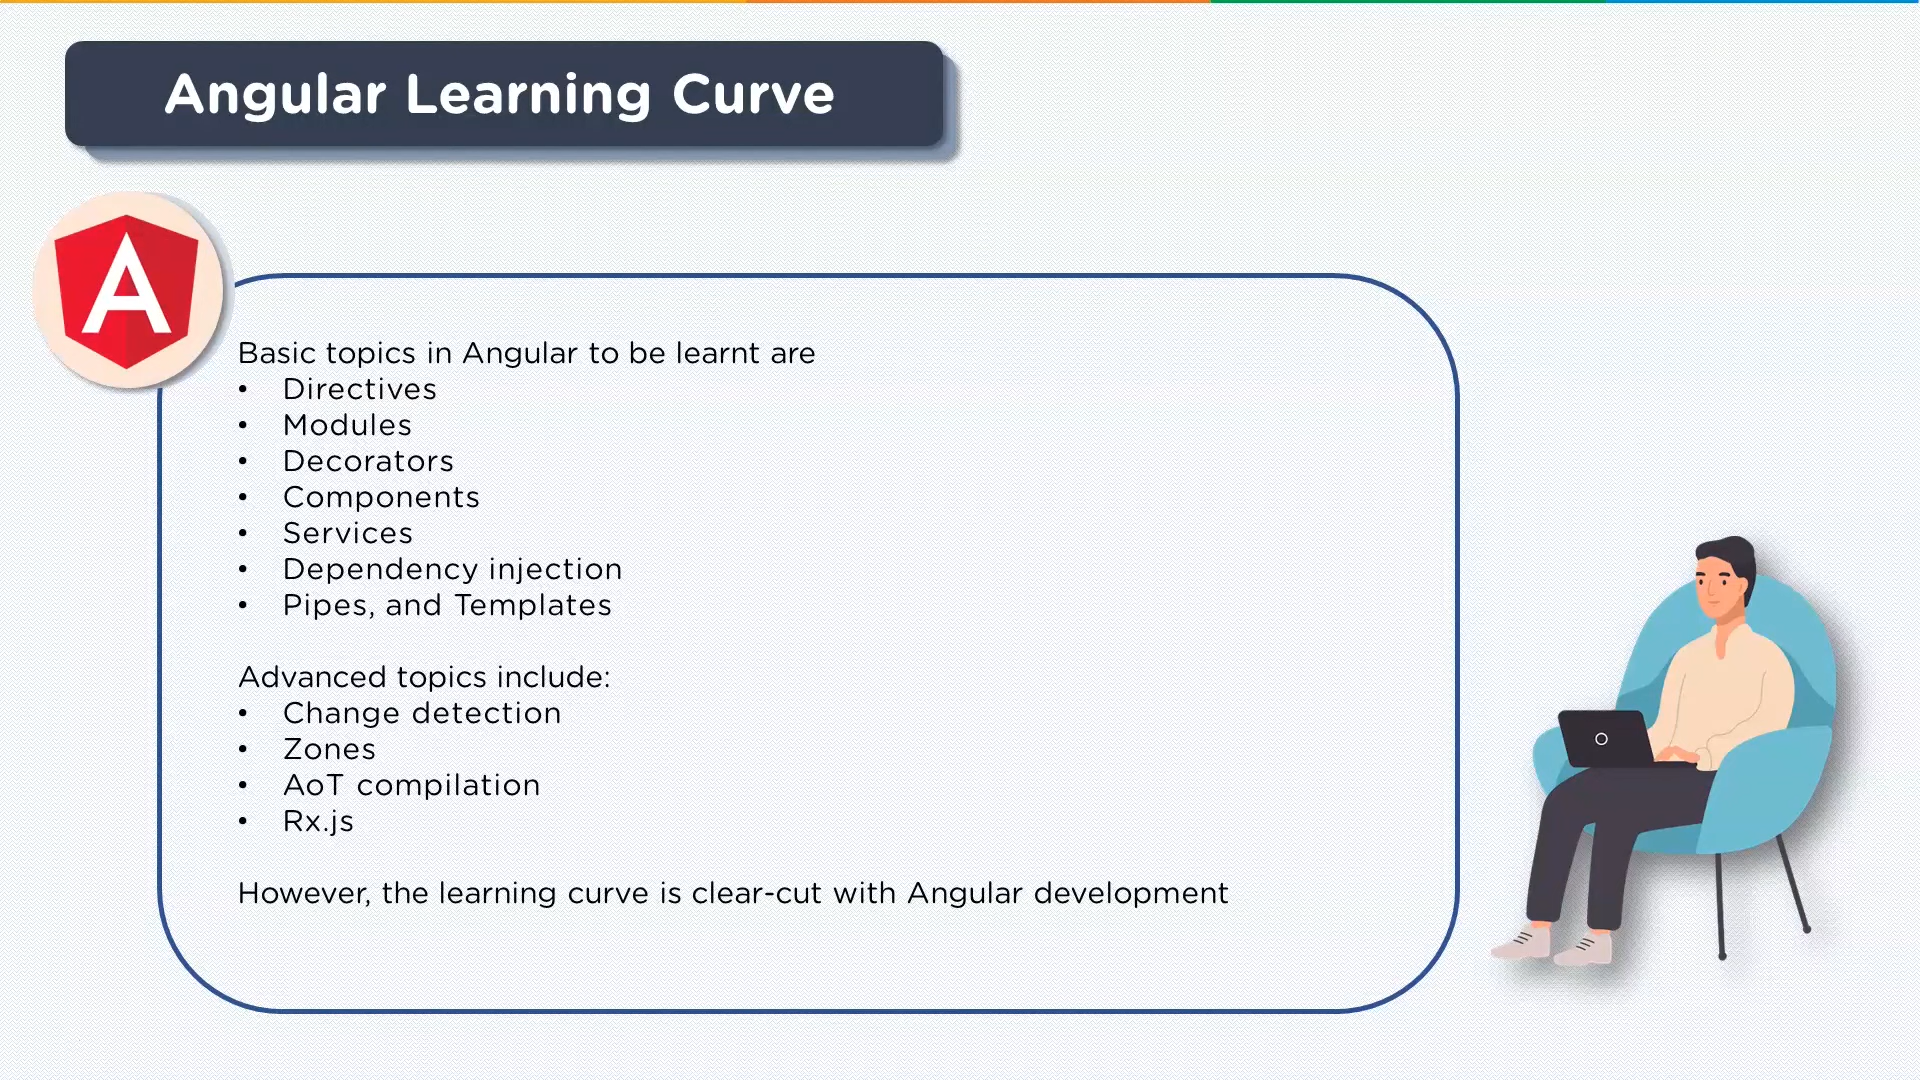 Angular Learning Curve
A
Basic topics in Angular to be learnt are
• Directives
• Modules
• Decorators
• Components
• Services
• Dependency injection
• Pipes, and Templates
Advanced topics include:
• Change detection
• Zones
• AoT compilation
• Rx.js
However, the learning curve is clear-cut with Angular development